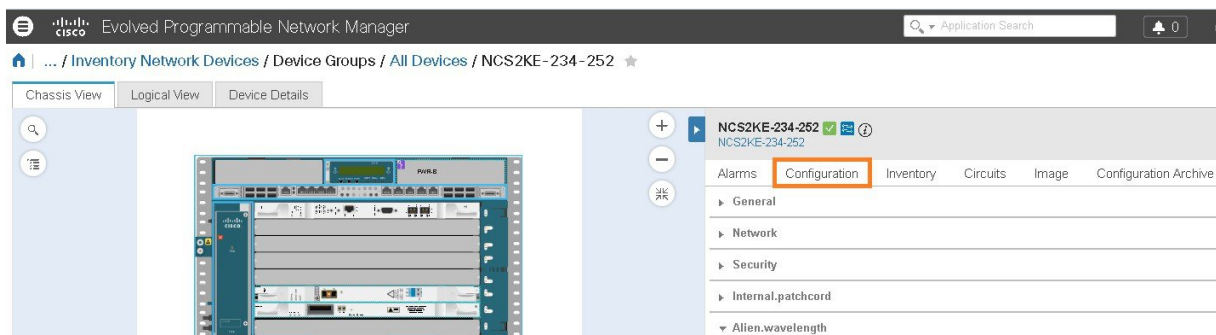 cisco Evolved Programmable Network Manager Application Search 0
... / Inventory Network Devices / Device Groups / All Devices / NCS2KE-234-252
Chassis View Logical View Device Details
NCS2KE-234-252
NCS2KE-234-252
Alarms Configuration Inventory Circuits Image Configuration Archive
General
Network
Security
Internal.patchcord
Alien.wavelength
PWR-B
cisco